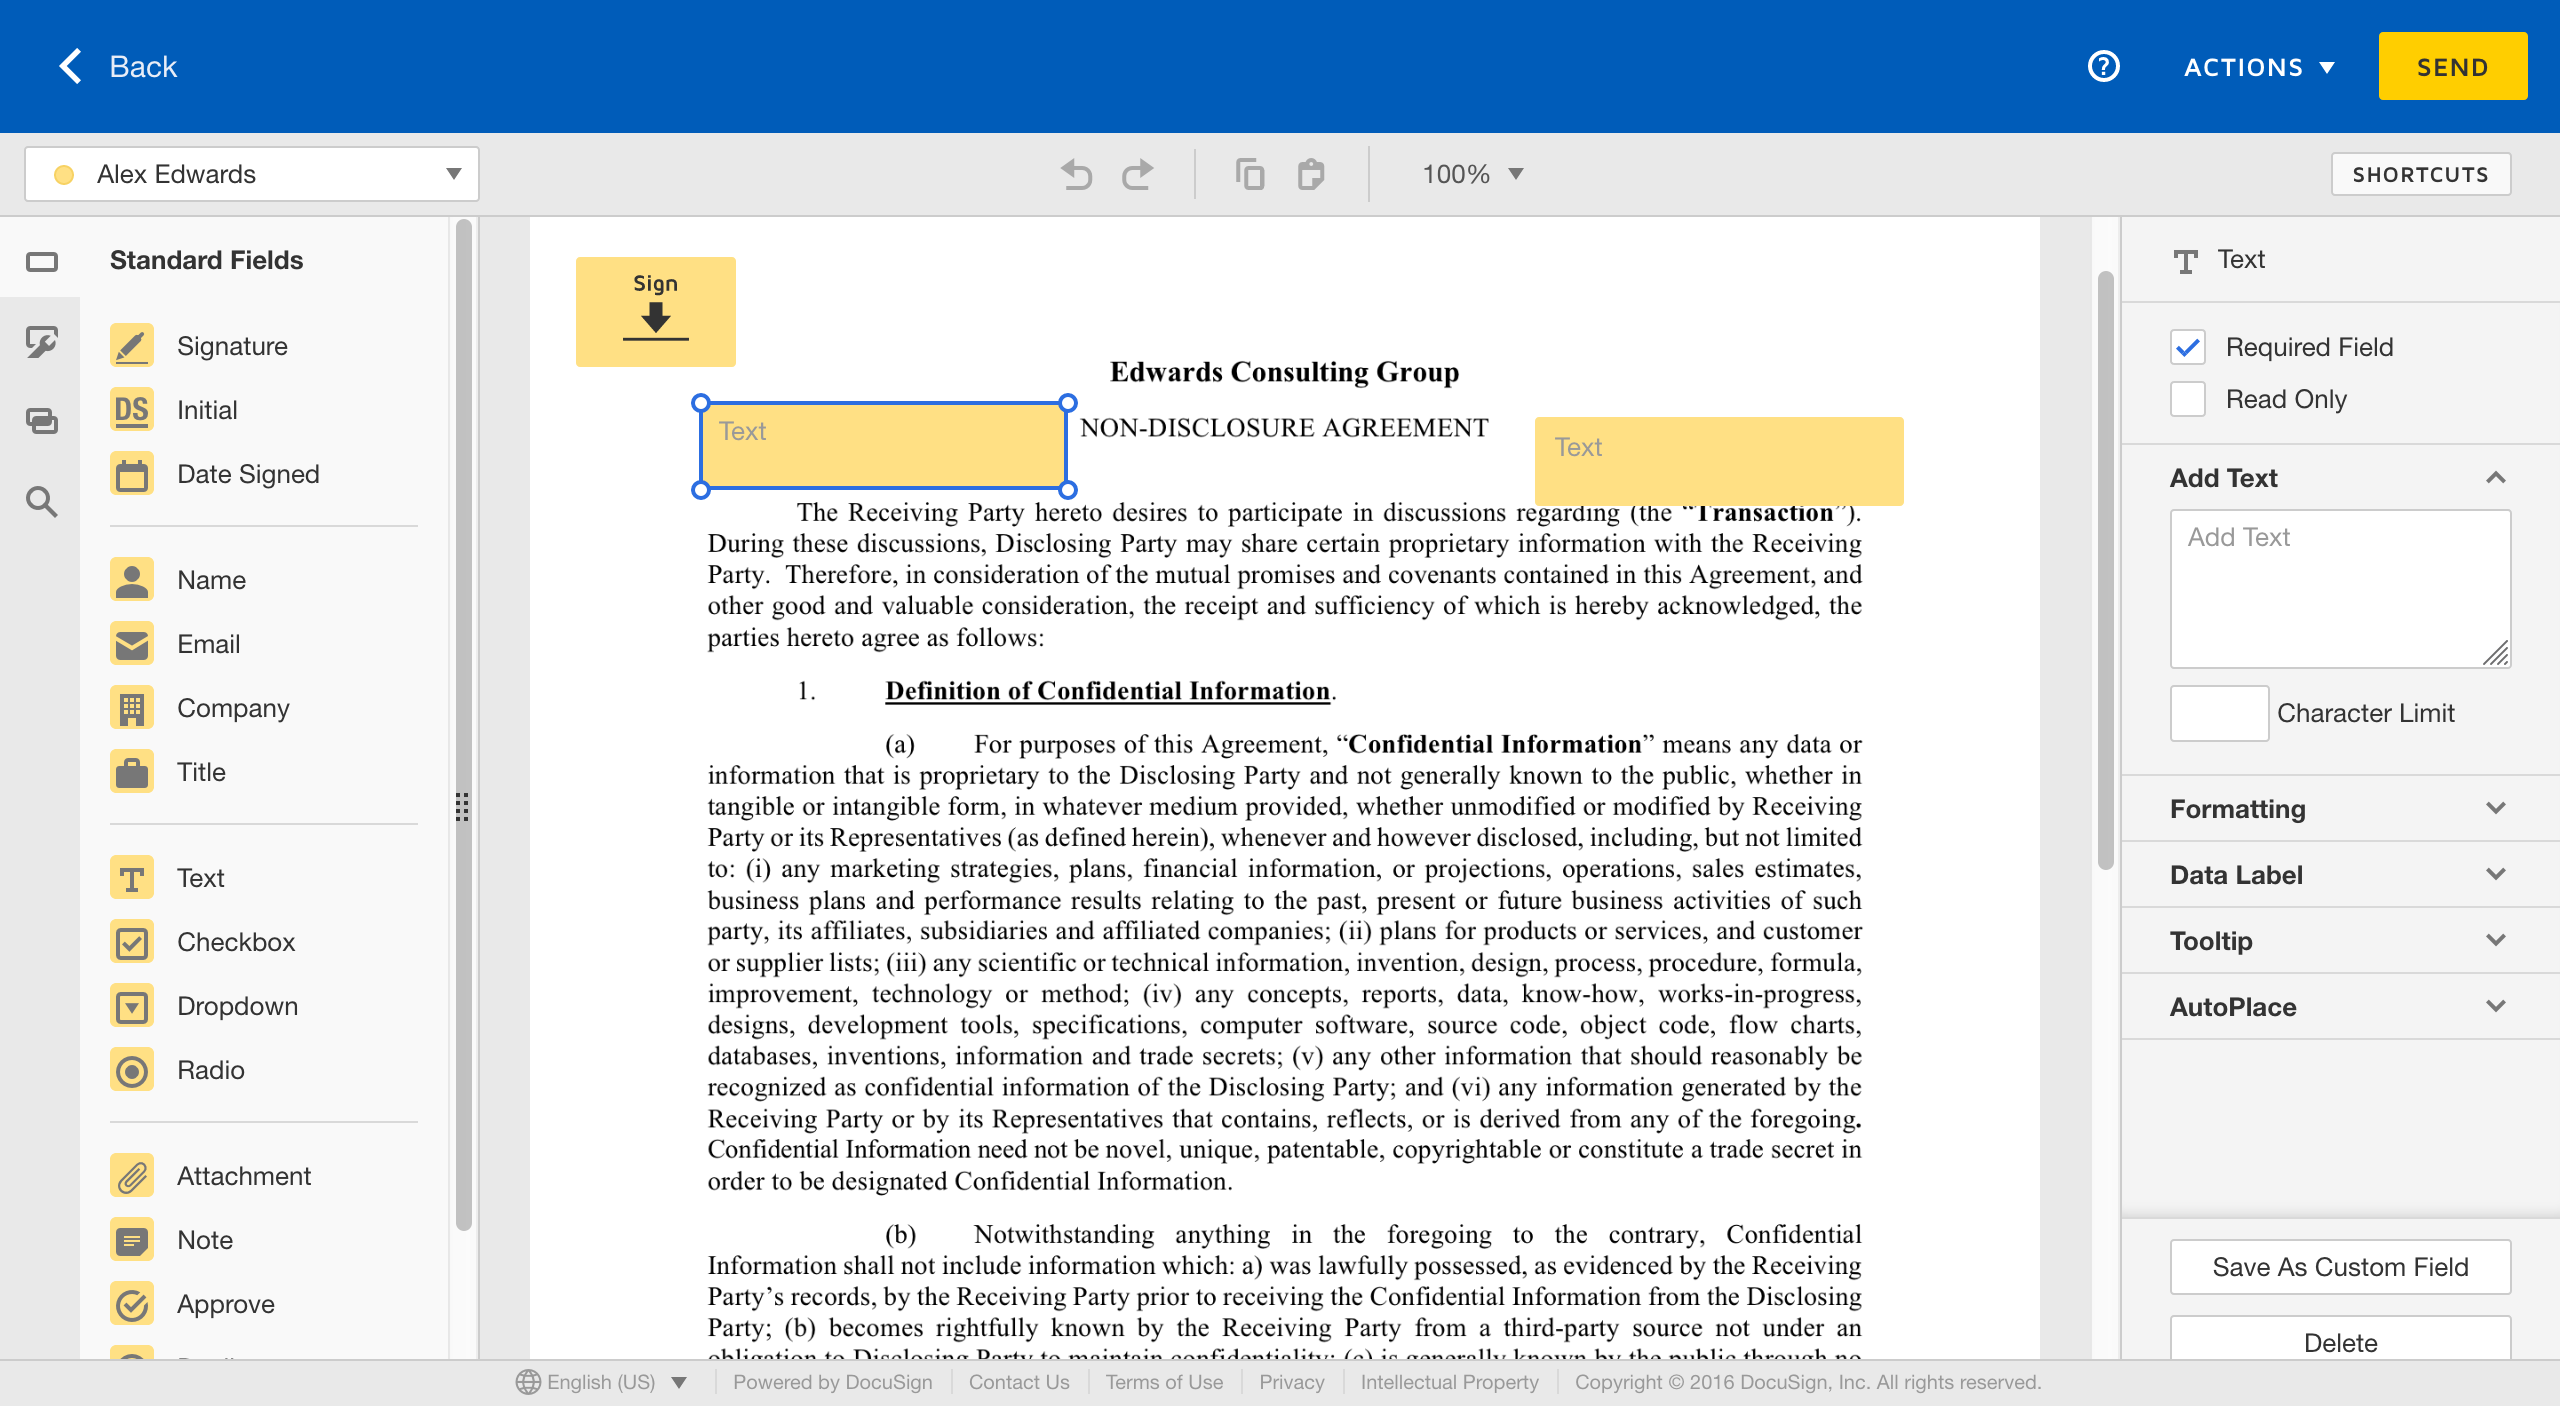 Back
ACTIONS
SEND
Alex Edwards
100%
SHORTCUTS
Standard Fields
Signature
DS
Initial
Date Signed
Name
Email
Company
Title
Text
Checkbox
Dropdown
Radio
Attachment
Note
Approve
Sign
Edwards Consulting Group
Text
NON-DISCLOSURE AGREEMENT
Text
The Receiving Party hereto desires to participate in discussions regarding (the “Transaction”).
During these discussions, Disclosing Party may share certain proprietary information with the Receiving
Party. Therefore, in consideration of the mutual promises and covenants contained in this Agreement, and
other good and valuable consideration, the receipt and sufficiency of which is hereby acknowledged, the
parties hereto agree as follows:
1. Definition of Confidential Information.
(a) For purposes of this Agreement, “Confidential Information” means any data or
information that is proprietary to the Disclosing Party and not generally known to the public, whether in
tangible or intangible form, in whatever medium provided, whether unmodified or modified by Receiving
Party or its Representatives (as defined herein), whenever and however disclosed, including, but not limited
to: (i) any marketing strategies, plans, financial information, or projections, operations, sales estimates,
business plans and performance results relating to the past, present or future business activities of such
party, its affiliates, subsidiaries and affiliated companies; (ii) plans for products or services, and customer
or supplier lists; (iii) any scientific or technical information, invention, design, process, procedure, formula,
improvement, technology or method; (iv) any concepts, reports, data, know-how, works-in-progress,
designs, development tools, specifications, computer software, source code, object code, flow charts,
databases, inventions, information and trade secrets; (v) any other information that should reasonably be
recognized as confidential information of the Disclosing Party; and (vi) any information generated by the
Receiving Party or by its Representatives that contains, reflects, or is derived from any of the foregoing.
Confidential Information need not be novel, unique, patentable, copyrightable or constitute a trade secret in
order to be designated Confidential Information.
(b) Notwithstanding anything in the foregoing to the contrary, Confidential
Information shall not include information which: a) was lawfully possessed, as evidenced by the Receiving
Party’s records, by the Receiving Party prior to receiving the Confidential Information from the Disclosing
Party; (b) becomes rightfully known by the Receiving Party from a third-party source not under an
obligation to Disclosing Party to maintain confidentiality; (c) is generally known by the public through no
Text
Required Field
Read Only
Add Text
Add Text
Character Limit
Formatting
Data Label
Tooltip
AutoPlace
Save As Custom Field
Delete
English (US)
Powered by DocuSign
Contact Us
Terms of Use
Privacy
Intellectual Property
Copyright © 2016 DocuSign, Inc. All rights reserved.